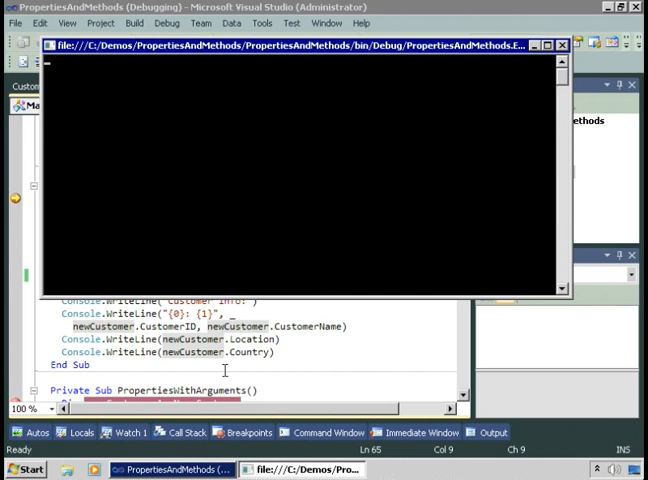 PropertiesAndMethods (Debugging) - Microsoft Visual Studio (Administrator)
File Edit View Project Build Debug Team Data Tools Test Window Help
file:///C:/Demos/PropertiesAndMethods/PropertiesAndMethods/bin/Debug/PropertiesAndMethods.E...
Custom
Ma
ethods
Console.WriteLine("Customer Info:")
Console.WriteLine("{0}: {1}", _
newCustomer.CustomerID, newCustomer.CustomerName)
Console.WriteLine(newCustomer.Location)
Console.WriteLine(newCustomer.Country)
End Sub
Private Sub PropertiesWithArguments()
100 %
Autos Locals Watch 1 Call Stack Breakpoints Command Window Immediate Window Output
Ready Ln 65 Col 9 Ch 9 INS
Start PropertiesAndMethods (... file:///C:/Demos/Pro...